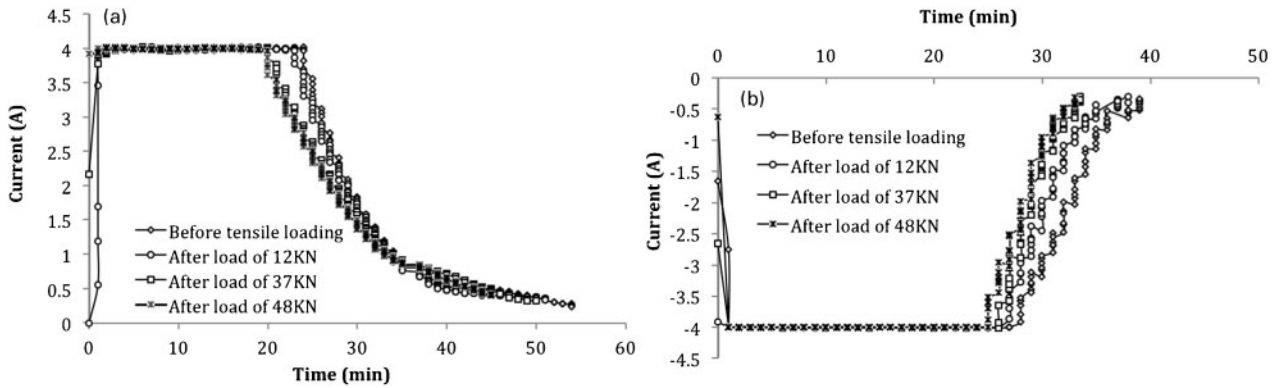 (a)
4.5
4
3.5
3
2.5
2
1.5
1
0.5
0
Current (A)
Before tensile loading
After load of 12KN
After load of 37KN
After load of 48KN
0 10 20 30 40 50 60
Time (min)
Time (min)
0 10 20 30 40 50
(b)
0
-0.5
-1
-1.5
-2
-2.5
-3
-3.5
-4
-4.5
Current (A)
Before tensile loading
After load of 12KN
After load of 37KN
After load of 48KN